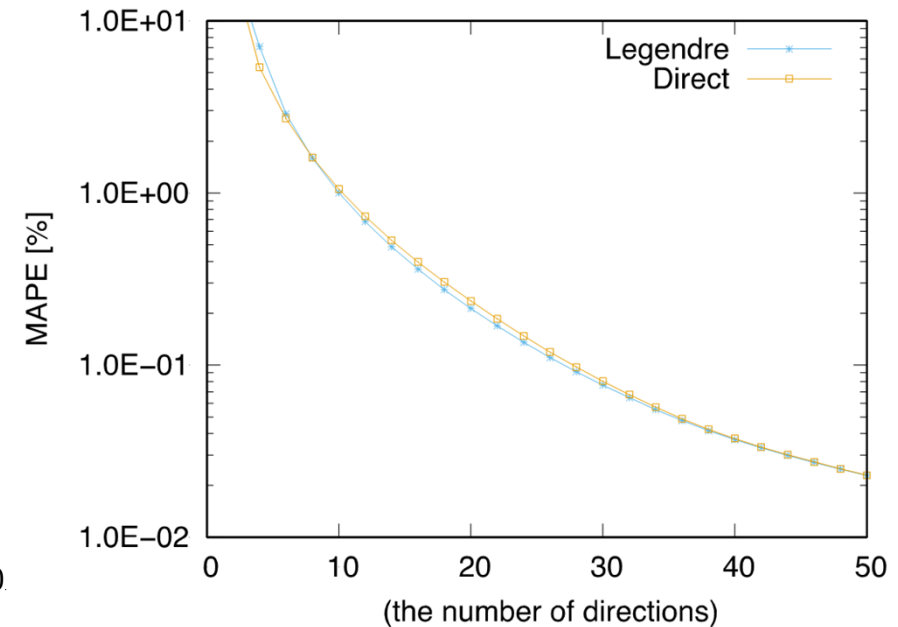 1.0E+01
Legendre
Direct
1.0E+00
MAPE [%]
1.0E−01
1.0E−02
0 10 20 30 40 50
(the number of directions)